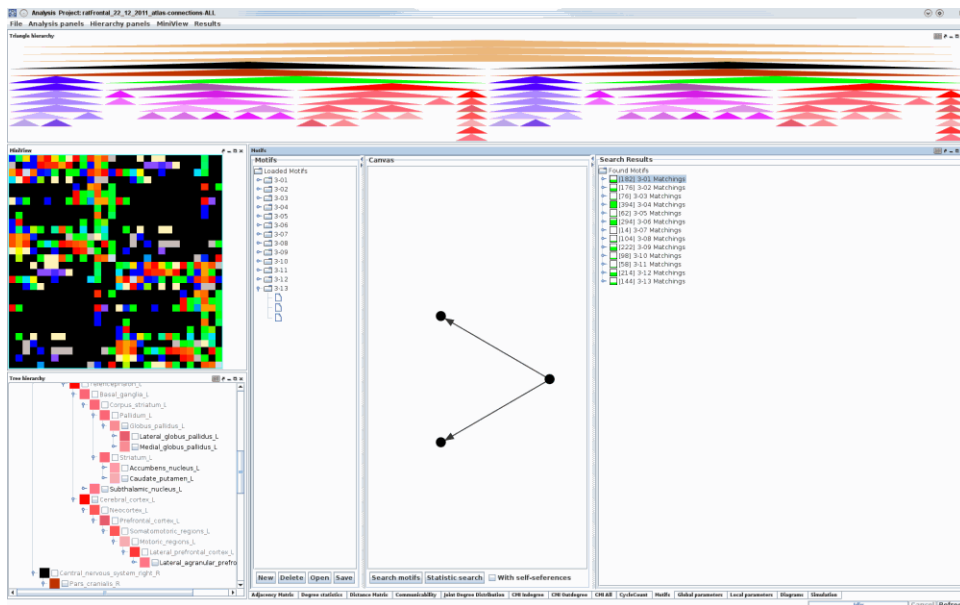 Analysis Project: ratFrontal_22_12_2011_atlas-connections-ALL
File Analysis panels Hierarchy panels MiniView Results
Triangle hierarchy
MiniView
Motifs
Motifs
Loaded Motifs
3-01
3-02
3-03
3-04
3-05
3-06
3-07
3-08
3-09
3-10
3-11
3-12
3-13
New Delete Open Save
Canvas
Search motifs Statistic search With self-seferences
Search Results
Found Motifs
[182] 3-01 Matchings
[176] 3-02 Matchings
[76] 3-03 Matchings
[394] 3-04 Matchings
[62] 3-05 Matchings
[294] 3-06 Matchings
[14] 3-07 Matchings
[104] 3-08 Matchings
[222] 3-09 Matchings
[98] 3-10 Matchings
[58] 3-11 Matchings
[214] 3-12 Matchings
[144] 3-13 Matchings
Tree hierarchy
Basal_ganglia_L
Corpus_striatum_L
Pallidum_L
Globus_pallidus_L
Lateral_globus_pallidus_L
Medial_globus_pallidus_L
Striatum_L
Accumbens_nucleus_L
Caudate_putamen_L
Subthalamic_nucleus_L
Cerebral_cortex_L
Neocortex_L
Prefrontal_cortex_L
Somatomotoric_regions_L
Motoric_regions_L
Lateral_prefrontal_cortex_L
Lateral_agranular_prefro
Central_nervous_system_right_R
Pars_cranialis_R
Adjacency Matrix Degree statistics Distance Matrix Communicability Joint Degree Distribution CMI Indegree CMI Outdegree CMI All CycleCount Motifs Global parameters Local parameters Diagrams Simulation